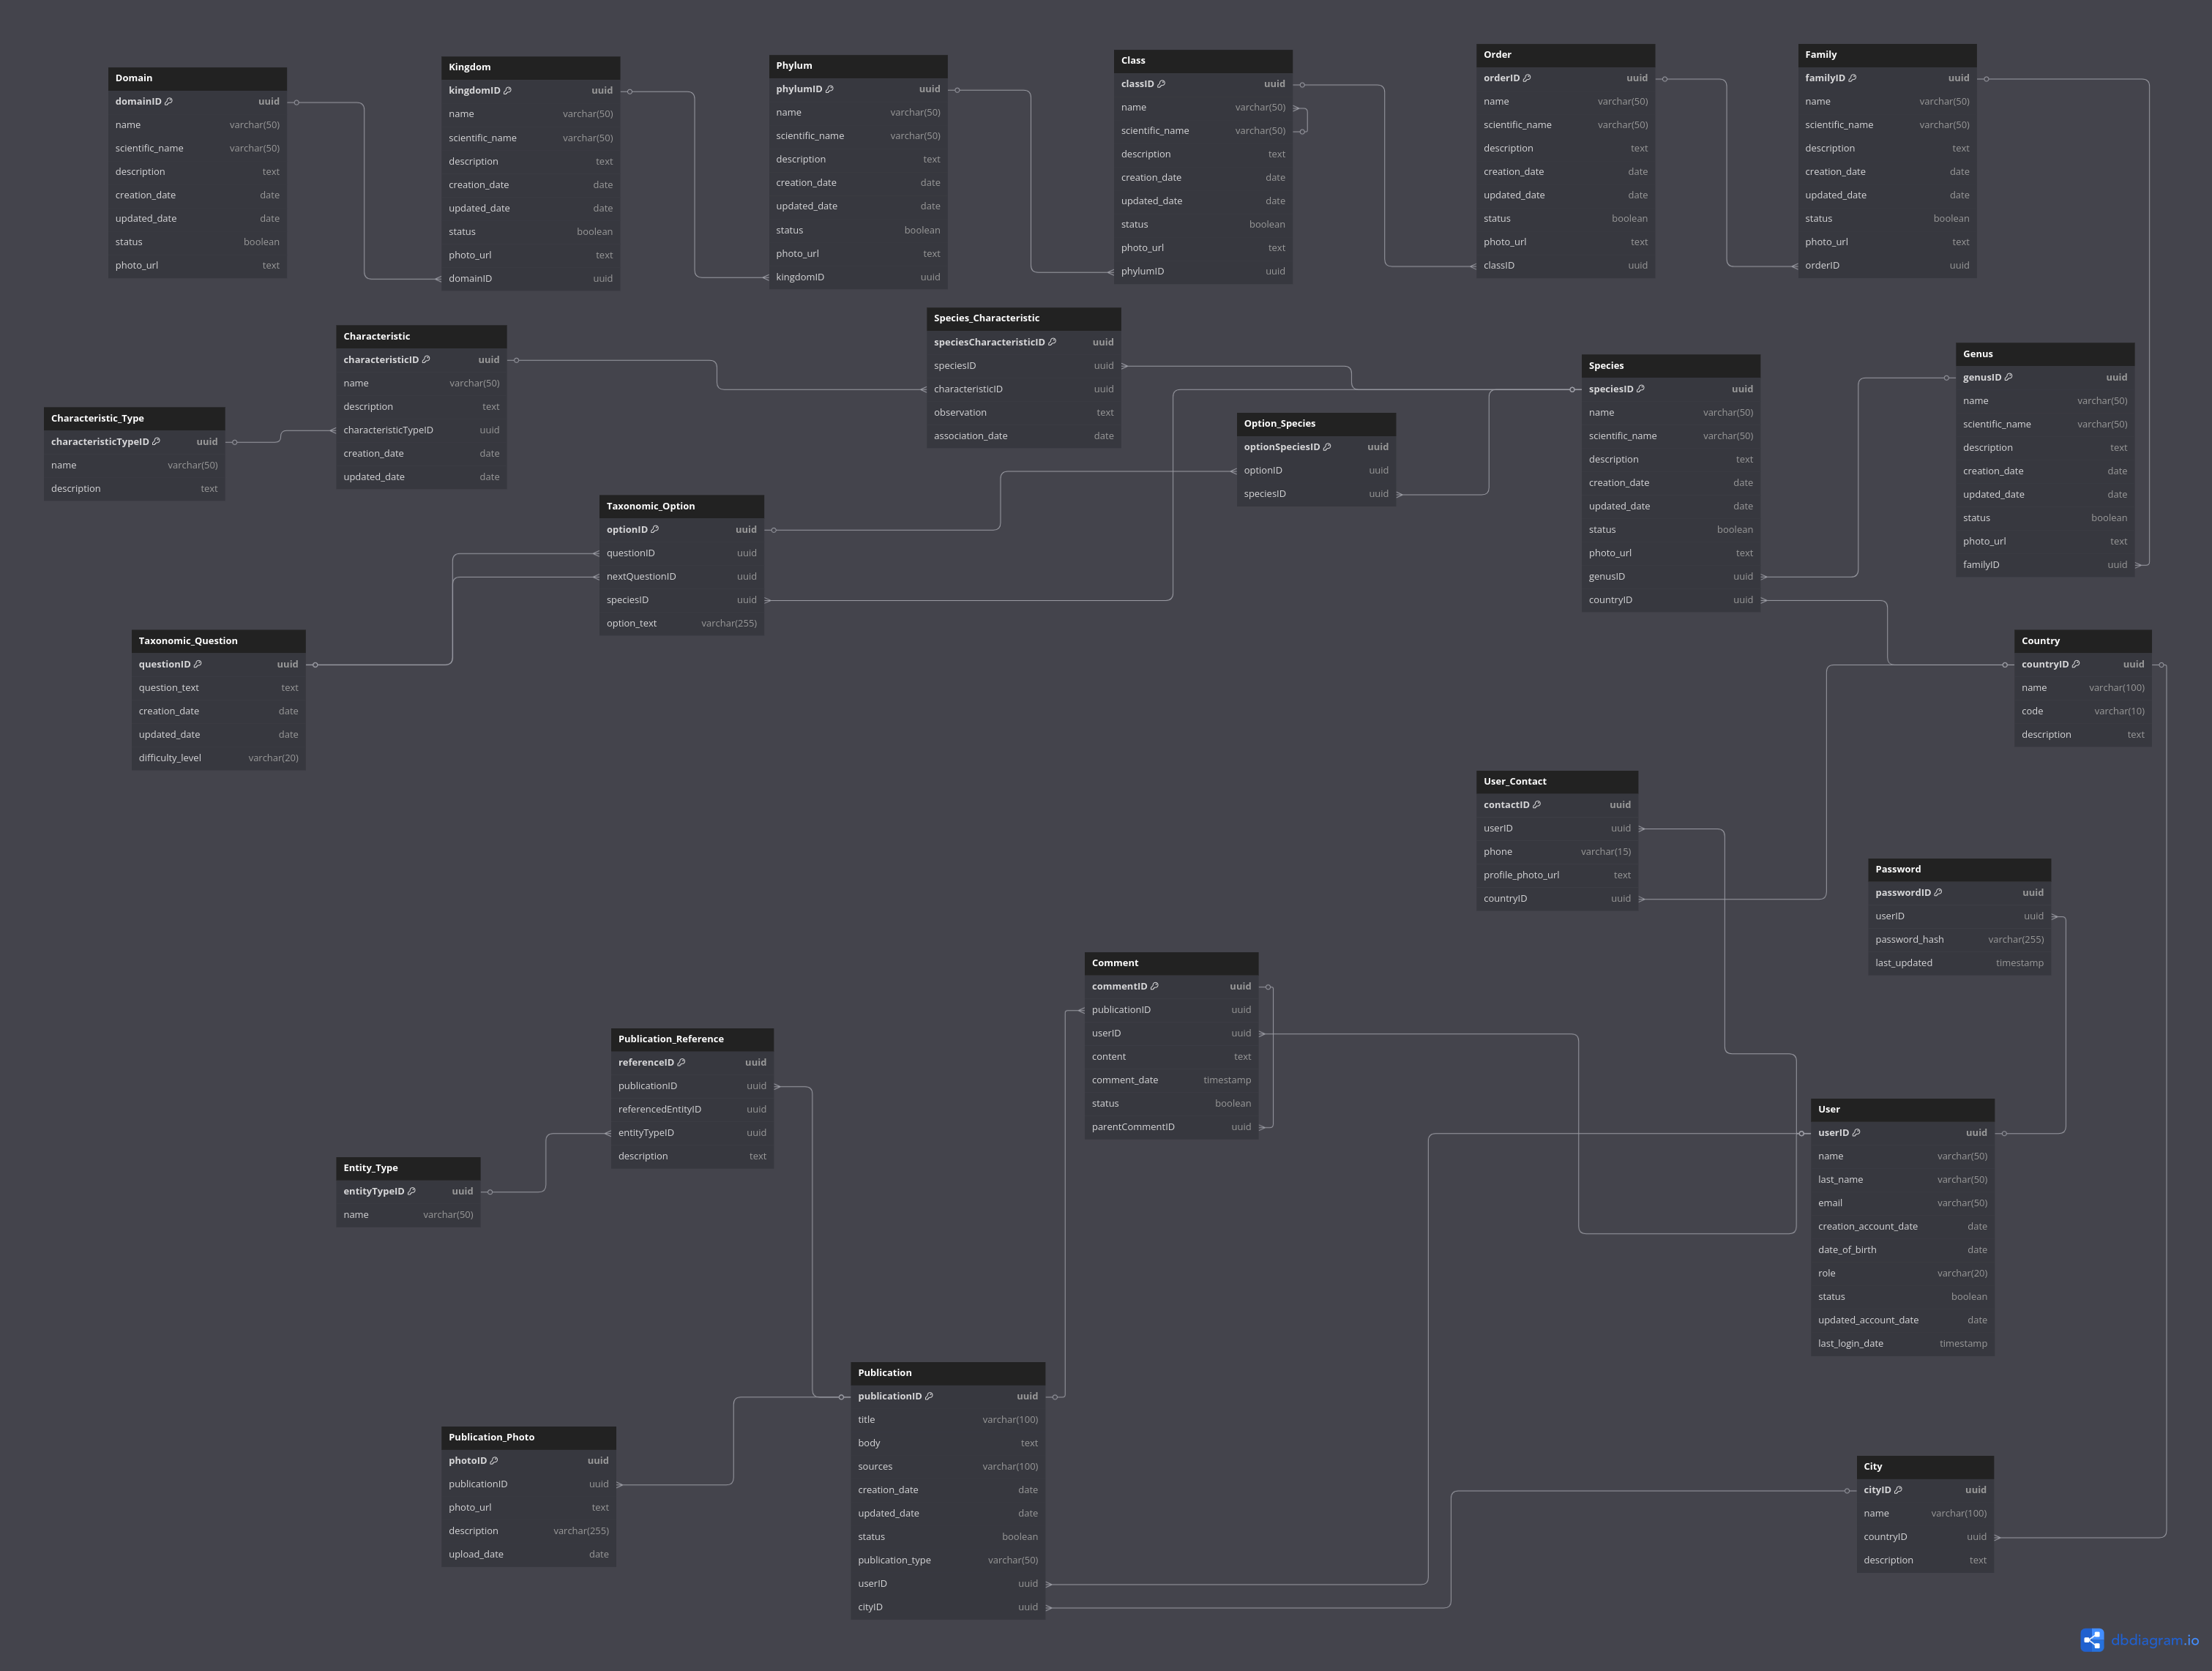 Domain
domainID uuid
name varchar(50)
scientific_name varchar(50)
description text
creation_date date
updated_date date
status boolean
photo_url text
Kingdom
kingdomID uuid
name varchar(50)
scientific_name varchar(50)
description text
creation_date date
updated_date date
status boolean
photo_url text
domainID uuid
Phylum
phylumID uuid
name varchar(50)
scientific_name varchar(50)
description text
creation_date date
updated_date date
status boolean
photo_url text
kingdomID uuid
Class
classID uuid
name varchar(50)
scientific_name varchar(50)
description text
creation_date date
updated_date date
status boolean
photo_url text
phylumID uuid
Order
orderID uuid
name varchar(50)
scientific_name varchar(50)
description text
creation_date date
updated_date date
status boolean
photo_url text
classID uuid
Family
familyID uuid
name varchar(50)
scientific_name varchar(50)
description text
creation_date date
updated_date date
status boolean
photo_url text
orderID uuid
Characteristic_Type
characteristicTypeID uuid
name varchar(50)
description text
Characteristic
characteristicID uuid
name varchar(50)
description text
characteristicTypeID uuid
creation_date date
updated_date date
Species_Characteristic
speciesCharacteristicID uuid
speciesID uuid
characteristicID uuid
observation text
association_date date
Option_Species
optionSpeciesID uuid
optionID uuid
speciesID uuid
Species
speciesID uuid
name varchar(50)
scientific_name varchar(50)
description text
creation_date date
updated_date date
status boolean
photo_url text
genusID uuid
countryID uuid
Genus
genusID uuid
name varchar(50)
scientific_name varchar(50)
description text
creation_date date
updated_date date
status boolean
photo_url text
familyID uuid
Taxonomic_Option
optionID uuid
questionID uuid
nextQuestionID uuid
speciesID uuid
option_text varchar(255)
Taxonomic_Question
questionID uuid
question_text text
creation_date date
updated_date date
difficulty_level varchar(20)
Country
countryID uuid
name varchar(100)
code varchar(10)
description text
User_Contact
contactID uuid
userID uuid
phone varchar(15)
profile_photo_url text
countryID uuid
Password
passwordID uuid
userID uuid
password_hash varchar(255)
last_updated timestamp
Comment
commentID uuid
publicationID uuid
userID uuid
content text
comment_date timestamp
status boolean
parentCommentID uuid
Publication_Reference
referenceID uuid
publicationID uuid
referencedEntityID uuid
entityTypeID uuid
description text
Entity_Type
entityTypeID uuid
name varchar(50)
User
userID uuid
name varchar(50)
last_name varchar(50)
email varchar(50)
creation_account_date date
date_of_birth date
role varchar(20)
status boolean
updated_account_date date
last_login_date timestamp
Publication
publicationID uuid
title varchar(100)
body text
sources varchar(100)
creation_date date
updated_date date
status boolean
publication_type varchar(50)
userID uuid
cityID uuid
Publication_Photo
photoID uuid
publicationID uuid
photo_url text
description varchar(255)
upload_date date
City
cityID uuid
name varchar(100)
countryID uuid
description text
dbdiagram.io